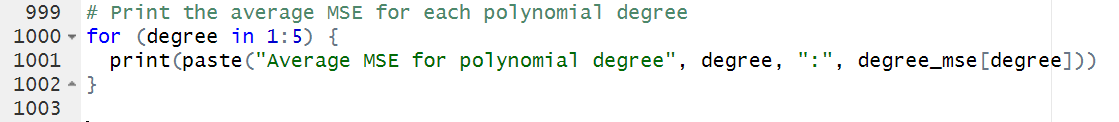 999 # Print the average MSE for each polynomial degree
1000 for (degree in 1:5) {
1001   print(paste("Average MSE for polynomial degree", degree, ":", degree_mse[degree]))
1002 }
1003